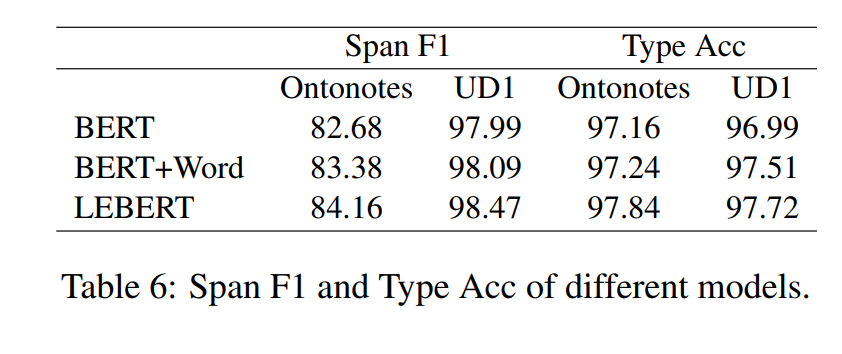 Span F1 Type Acc
Ontonotes UD1 Ontonotes UD1
BERT 82.68 97.99 97.16 96.99
BERT+Word 83.38 98.09 97.24 97.51
LEBERT 84.16 98.47 97.84 97.72
Table 6: Span F1 and Type Acc of different models.